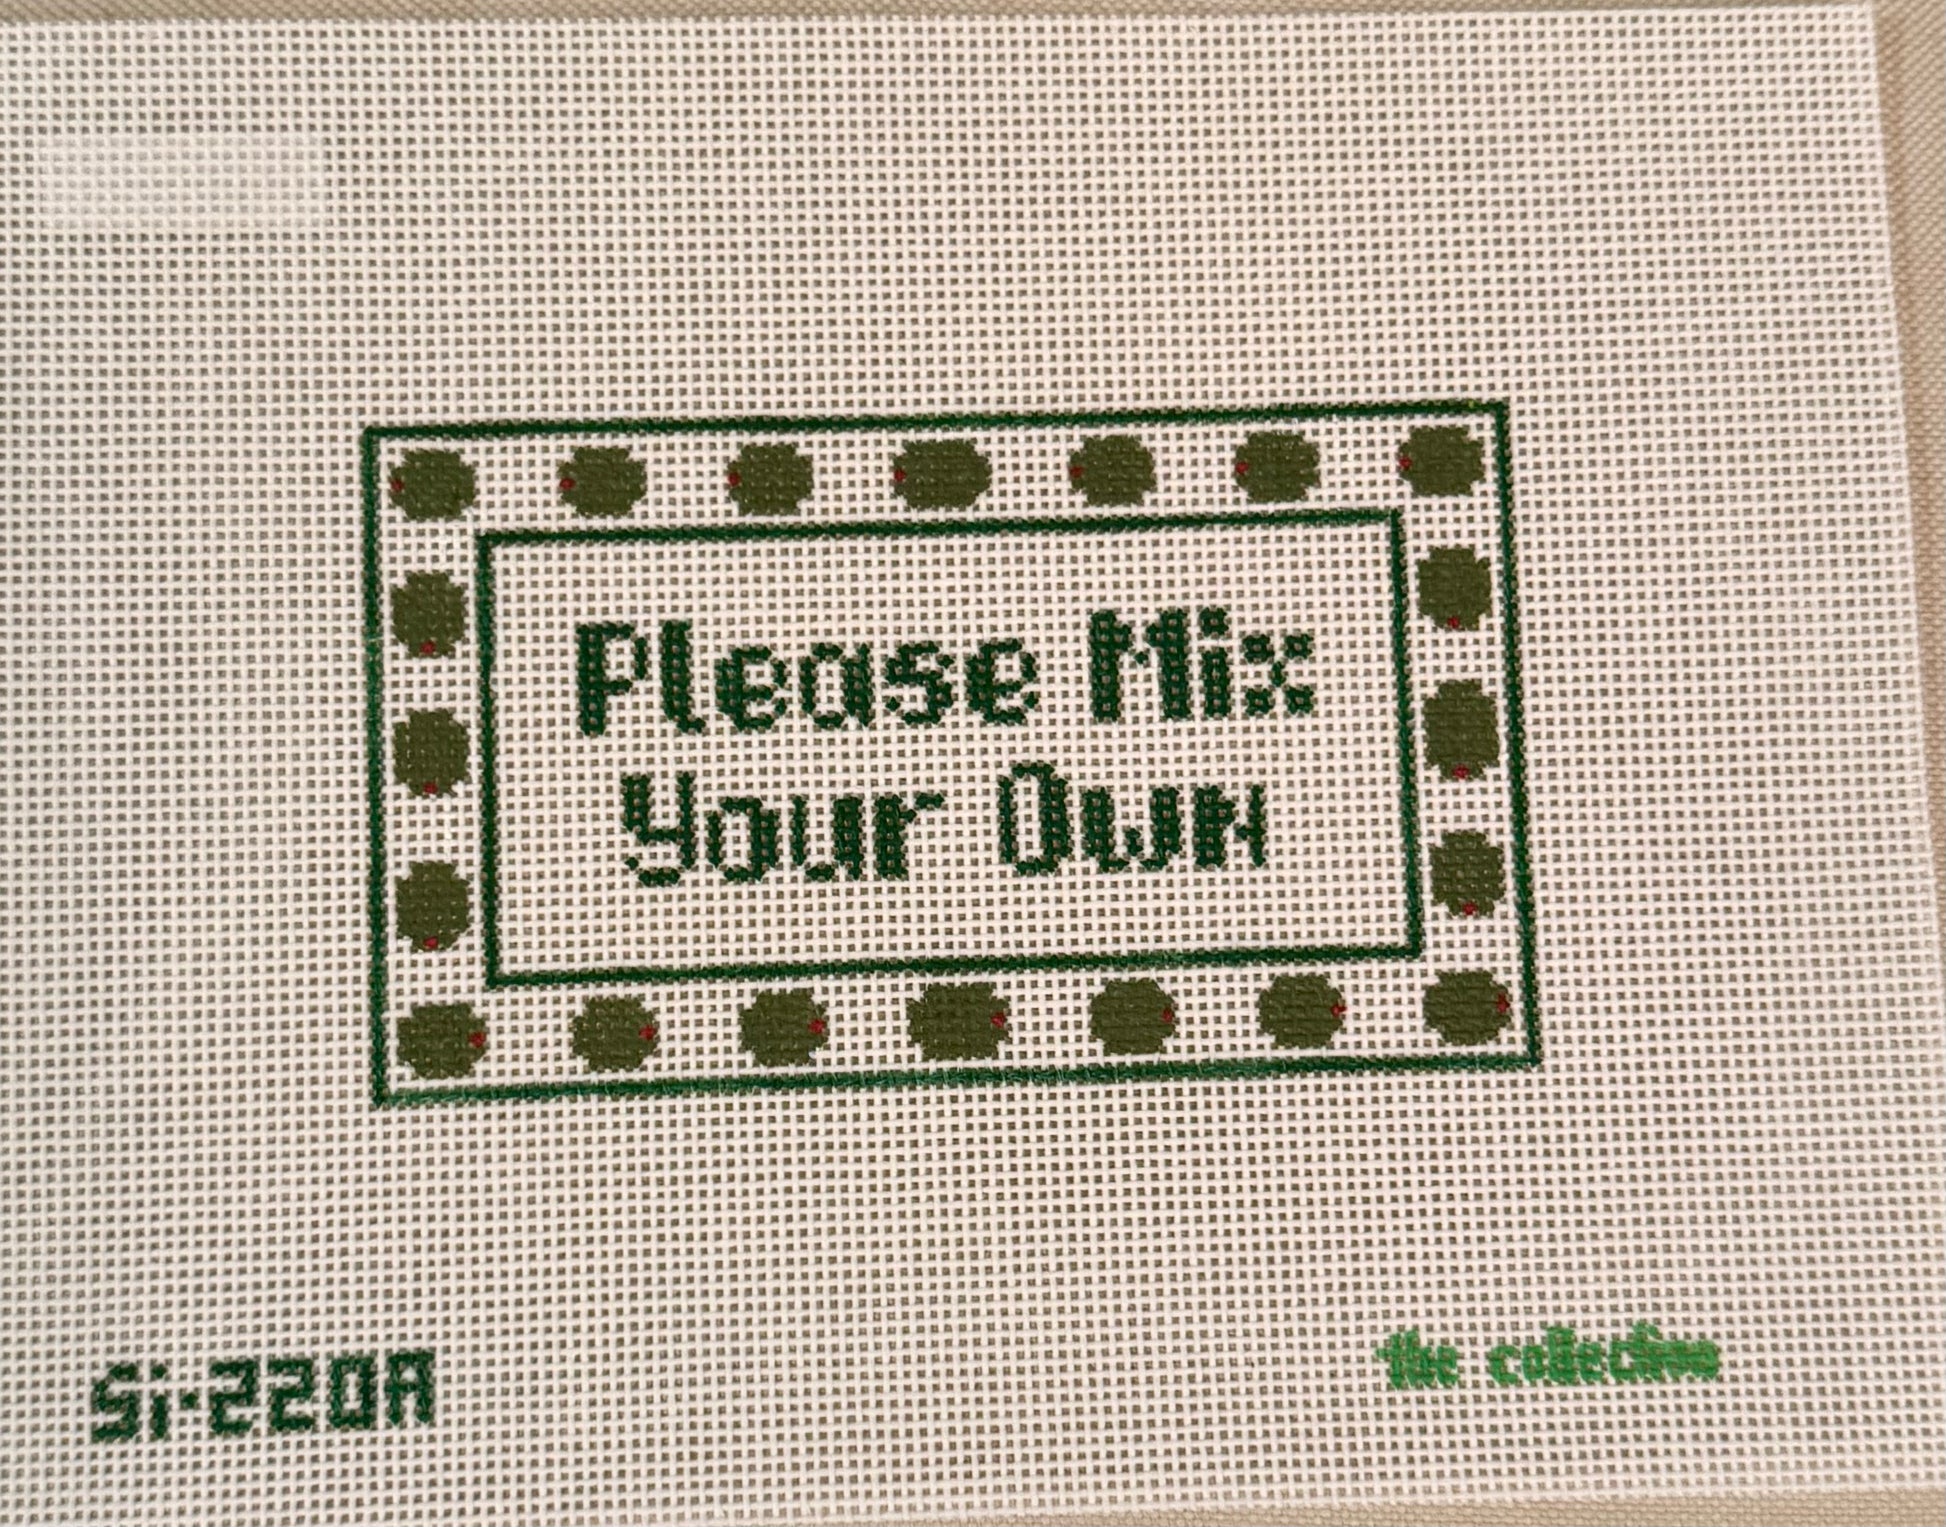 Please Mix
Your Own
Si-220A
the collection